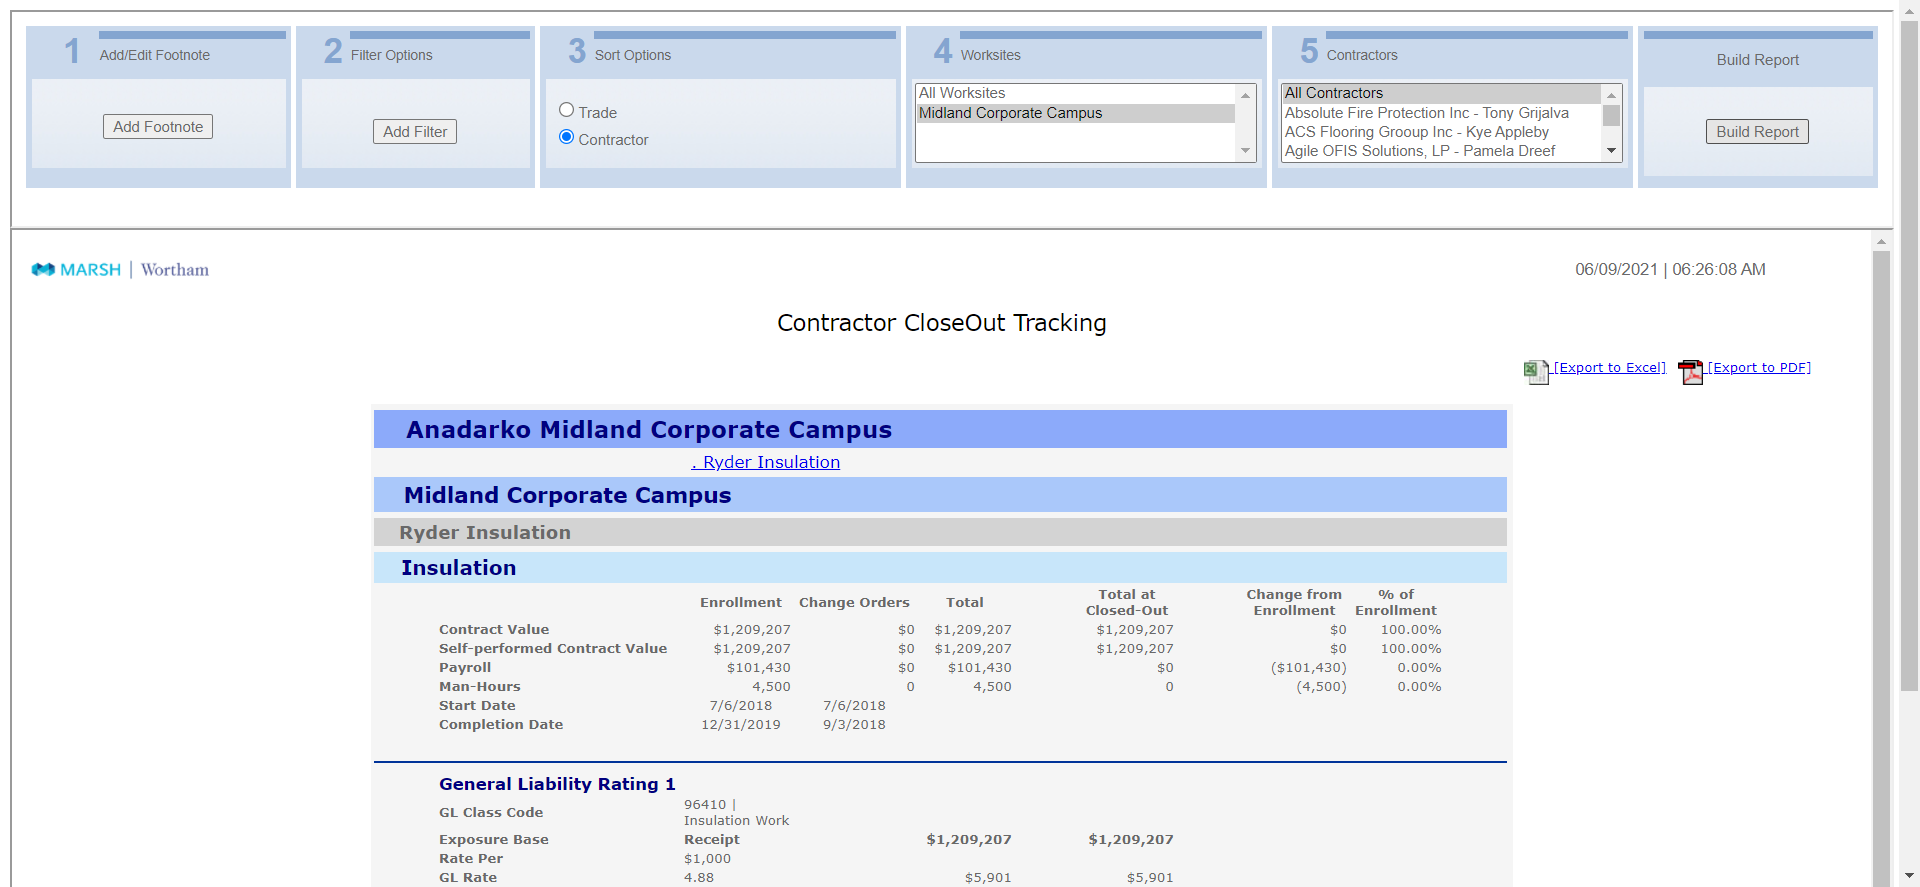 1 Add/Edit Footnote
Add Footnote
2 Filter Options
Add Filter
3 Sort Options
Trade
Contractor
4 Worksites
All Worksites
Midland Corporate Campus
5 Contractors
All Contractors
Absolute Fire Protection Inc - Tony Grijalva
ACS Flooring Grooup Inc - Kye Appleby
Agile OFIS Solutions, LP - Pamela Dreef
Build Report
Build Report
MARSH | Wortham
06/09/2021 | 06:26:08 AM
Contractor CloseOut Tracking
[Export to Excel] [Export to PDF]
Anadarko Midland Corporate Campus
. Ryder Insulation
Midland Corporate Campus
Ryder Insulation
Insulation
Enrollment Change Orders Total Total at Closed-Out Change from Enrollment % of Enrollment
Contract Value $1,209,207 $0 $1,209,207 $1,209,207 $0 100.00%
Self-performed Contract Value $1,209,207 $0 $1,209,207 $1,209,207 $0 100.00%
Payroll $101,430 $0 $101,430 $0 ($101,430) 0.00%
Man-Hours 4,500 0 4,500 0 (4,500) 0.00%
Start Date 7/6/2018 7/6/2018
Completion Date 12/31/2019 9/3/2018
General Liability Rating 1
GL Class Code 96410 | Insulation Work
Exposure Base Receipt $1,209,207 $1,209,207
Rate Per $1,000
GL Rate 4.88 $5,901 $5,901